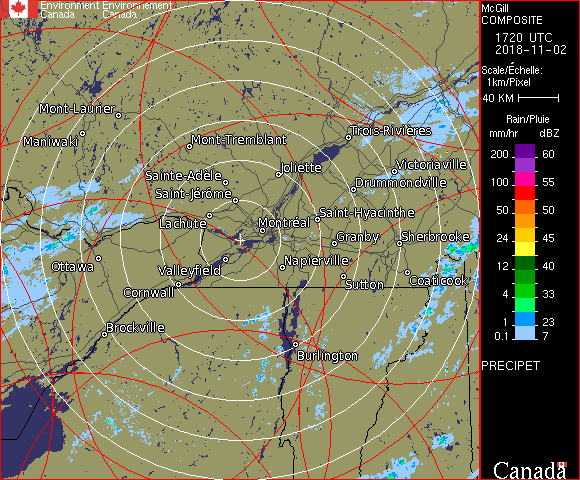 Environment Environnement
Canada Canada
McGill
COMPOSITE
1720 UTC
2018-11-02
Scale/Échelle:
1km/Pixel
40 KM
Rain/Pluie
mm/hr dBZ
200 60
100 55
50 50
24 45
12 40
4 33
1 23
0.1 7
PRECIPET
Canada
Mont-Laurier
Maniwaki
Mont-Tremblant
Trois-Rivières
Sainte-Adèle
Joliette
Victoriaville
Drummondville
Saint-Jérôme
Lachute
Montréal
Saint-Hyacinthe
Granby
Sherbrooke
Ottawa
Valleyfield
Napierville
Cornwall
Sutton
Coaticook
Brockville
Burlington